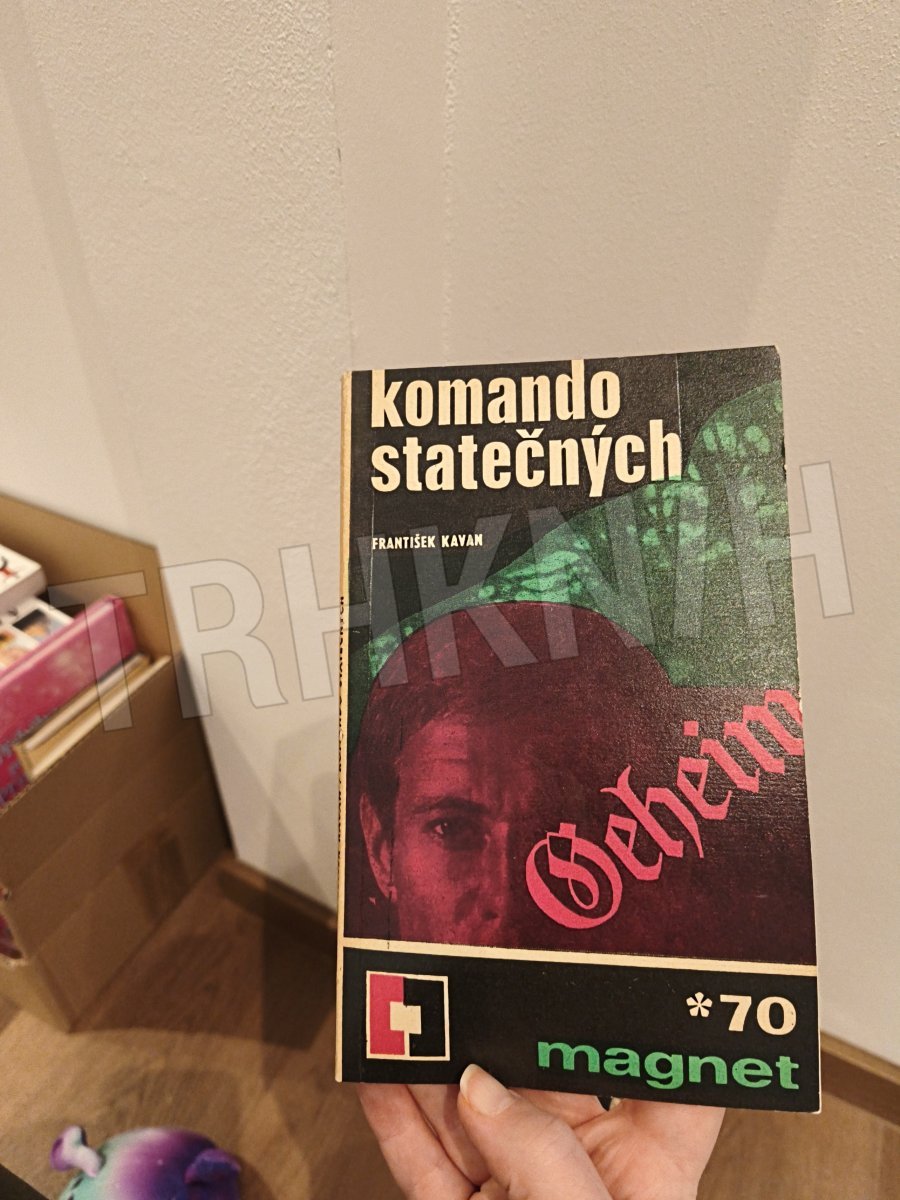 komando
statečných
FRANTIŠEK KAVAN
Geheim
*70
magnet
TRHKNIH